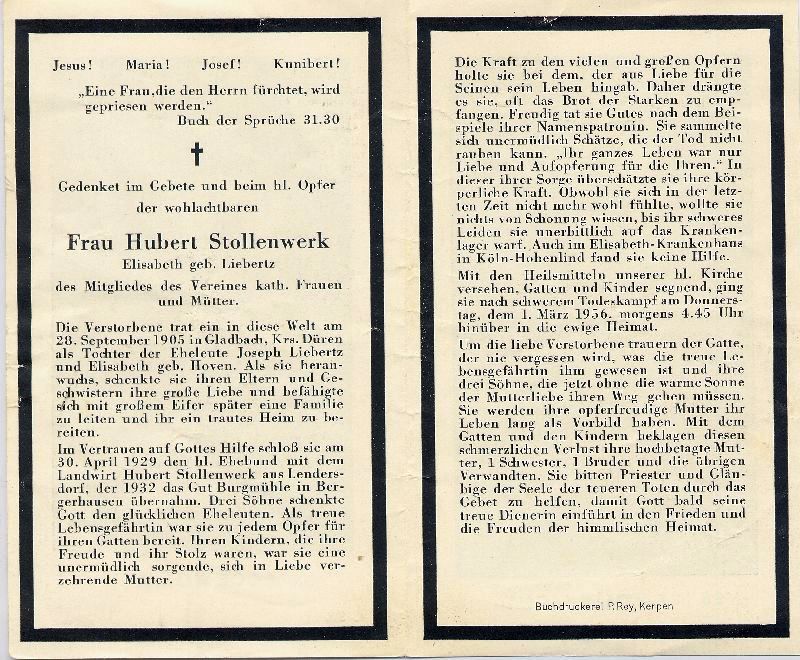 Jesus! Maria! Josef! Kunibert!
„Eine Frau, die den Herrn fürchtet, wird
gepriesen werden.“
Buch der Sprüche 31.30
Gedenket im Gebete und beim hl. Opfer
der wohlachtbaren
Frau Hubert Stollenwerk
Elisabeth geb. Liebertz
des Mitgliedes des Vereines kath. Frauen
und Mütter.
Die Verstorbene trat ein in diese Welt am
28. September 1905 in Gladbach, Krs. Düren
als Tochter der Eheleute Joseph Liebertz
und Elisabeth geb. Hoven. Als sie heran-
wuchs, schenkte sie ihren Eltern und Ge-
schwistern ihre große Liebe und befähigte
sich mit großem Eifer später eine Familie
zu leiten und ihr ein trautes Heim zu be-
reiten.
Im Vertrauen auf Gottes Hilfe schloß sie am
30. April 1929 den hl. Ehebund mit dem
Landwirt Hubert Stollenwerk aus Lenders-
dorf, der 1932 das Gut Burgmühle in Ber-
gerhausen übernahm. Drei Söhne schenkte
Gott den glücklichen Eheleuten. Als treue
Lebensgefährtin war sie zu jedem Opfer für
ihren Gatten bereit. Ihren Kindern, die ihre
Freude und ihr Stolz waren, war sie eine
unermüdlich sorgende, sich in Liebe ver-
zehrende Mutter.
Die Kraft zu den vielen und großen Opfern
holte sie bei dem, der aus Liebe für die
Seinen sein Leben hingab. Daher drängte
es sie, oft das Brot der Starken zu emp-
fangen. Freudig tat sie Gutes nach dem Bei-
spiele ihrer Namenspatronin. Sie sammelte
sich unermüdlich Schätze, die der Tod nicht
rauben kann. „Ihr ganzes Leben war nur
Liebe und Aufopferung für die Ihren.“ In
dieser ihrer Sorge überschätzte sie ihre kör-
perliche Kraft. Obwohl sie sich in der letz-
ten Zeit nicht mehr wohl fühlte, wollte sie
nichts von Schonung wissen, bis ihr schweres
Leiden sie unerbittlich auf das Kranken-
lager warf. Auch im Elisabeth-Krankenhaus
in Köln-Hohenlind fand sie keine Hilfe.
Mit den Heilsmitteln unserer hl. Kirche
versehen, Gatten und Kinder segnend, ging
sie nach schwerem Todeskampf am Donners-
tag, dem 1. März 1956, morgens 4.45 Uhr
hinüber in die ewige Heimat.
Um die liebe Verstorbene trauern der Gatte,
der nie vergessen wird, was die treue Le-
bensgefährtin ihm gewesen ist und ihre
drei Söhne, die jetzt ohne die warme Sonne
der Mutterliebe ihren Weg gehen müssen.
Sie werden ihre opferfreudige Mutter ihr
Leben lang als Vorbild haben. Mit dem
Gatten und den Kindern beklagen diesen
schmerzlichen Verlust ihre hochbetagte Mut-
ter, 1 Schwester, 1 Bruder und die übrigen
Verwandten. Sie bitten Priester und Gläu-
bige der Seele der teueren Toten durch das
Gebet zu helfen, damit Gott bald seine
treue Dienerin einführt in den Frieden und
die Freuden der himmlischen Heimat.
Buchdruckerei P. Rey, Kerpen